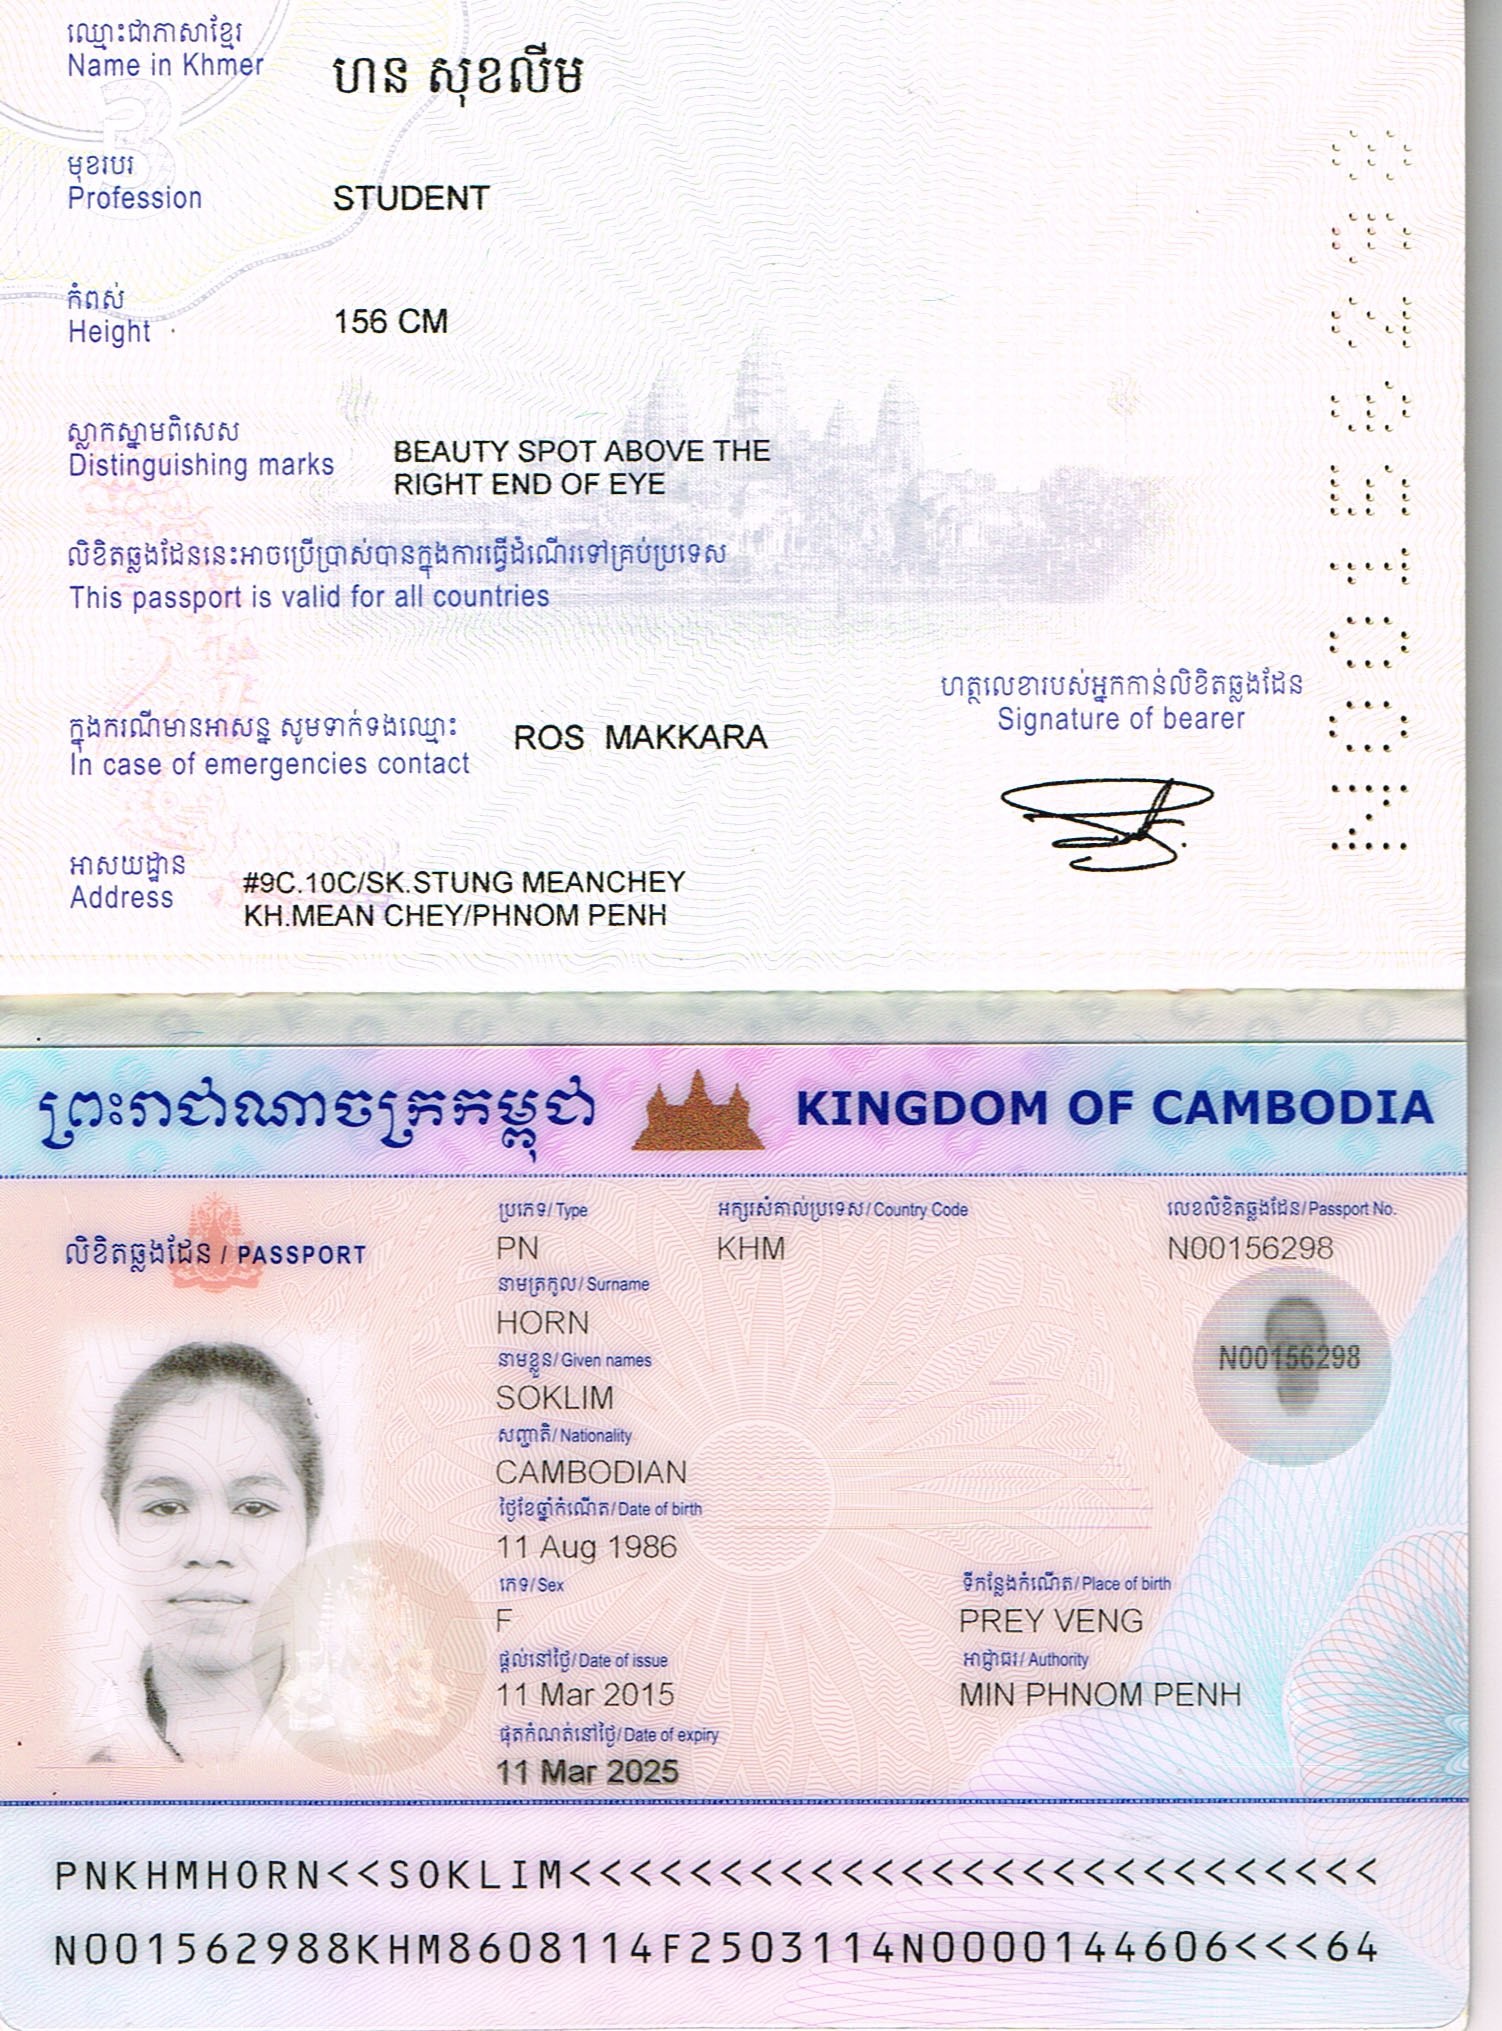 ឈ្មោះជាភាសាខ្មែរ
Name in Khmer
ហន សុខលីម
មុខរបរ
Profession
STUDENT
កំពស់
Height
156 CM
ស្លាកស្នាមពិសេស
Distinguishing marks
BEAUTY SPOT ABOVE THE
RIGHT END OF EYE
លិខិតឆ្លងដែននេះអាចប្រើប្រាស់បានក្នុងការធ្វើដំណើរទៅគ្រប់ប្រទេស
This passport is valid for all countries
ហត្ថលេខារបស់អ្នកកាន់លិខិតឆ្លងដែន
Signature of bearer
ក្នុងករណីមានអាសន្ន សូមទាក់ទងឈ្មោះ
In case of emergencies contact
ROS MAKKARA
អាសយដ្ឋាន
Address
#9C.10C/SK.STUNG MEANCHEY
KH.MEAN CHEY/PHNOM PENH
N00156298
ព្រះរាជាណាចក្រកម្ពុជា KINGDOM OF CAMBODIA
លិខិតឆ្លងដែន / PASSPORT
ប្រភេទ/Type
PN
អក្សរសំគាល់ប្រទេស/Country Code
KHM
លេខលិខិតឆ្លងដែន/Passport No.
N00156298
នាមត្រកូល/Surname
HORN
នាមខ្លួន/Given names
SOKLIM
N00156298
សញ្ជាតិ/Nationality
CAMBODIAN
ថ្ងៃខែឆ្នាំកំណើត/Date of birth
11 Aug 1986
ភេទ/Sex
F
ទីកន្លែងកំណើត/Place of birth
PREY VENG
ផ្តល់នៅថ្ងៃ/Date of issue
11 Mar 2015
អាជ្ញាធរ/Authority
MIN PHNOM PENH
ផុតកំណត់នៅថ្ងៃ/Date of expiry
11 Mar 2025
PNKHMHORN<<SOKLIM<<<<<<<<<<<<<<<<<<<<<<<<<<<
N001562988KHM8608114F2503114N0000144606<<<64